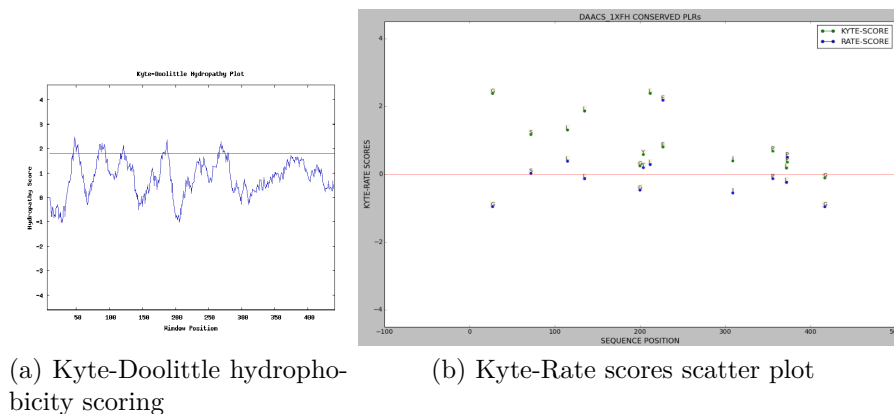 Kyte-Doolittle Hydropathy Plot
Hydropathy Score
4
3
2
1
0
-1
-2
-3
-4
50 100 150 200 250 300 350 400
Window Position
DAACS_1XFH CONSERVED PLRs
KYTE-SCORE
RATE-SCORE
KYTE-RATE SCORES
4
2
0
−2
−4
−100 0 100 200 300 400 500
SEQUENCE POSITION
(a) Kyte-Doolittle hydropho-
bicity scoring
(b) Kyte-Rate scores scatter plot